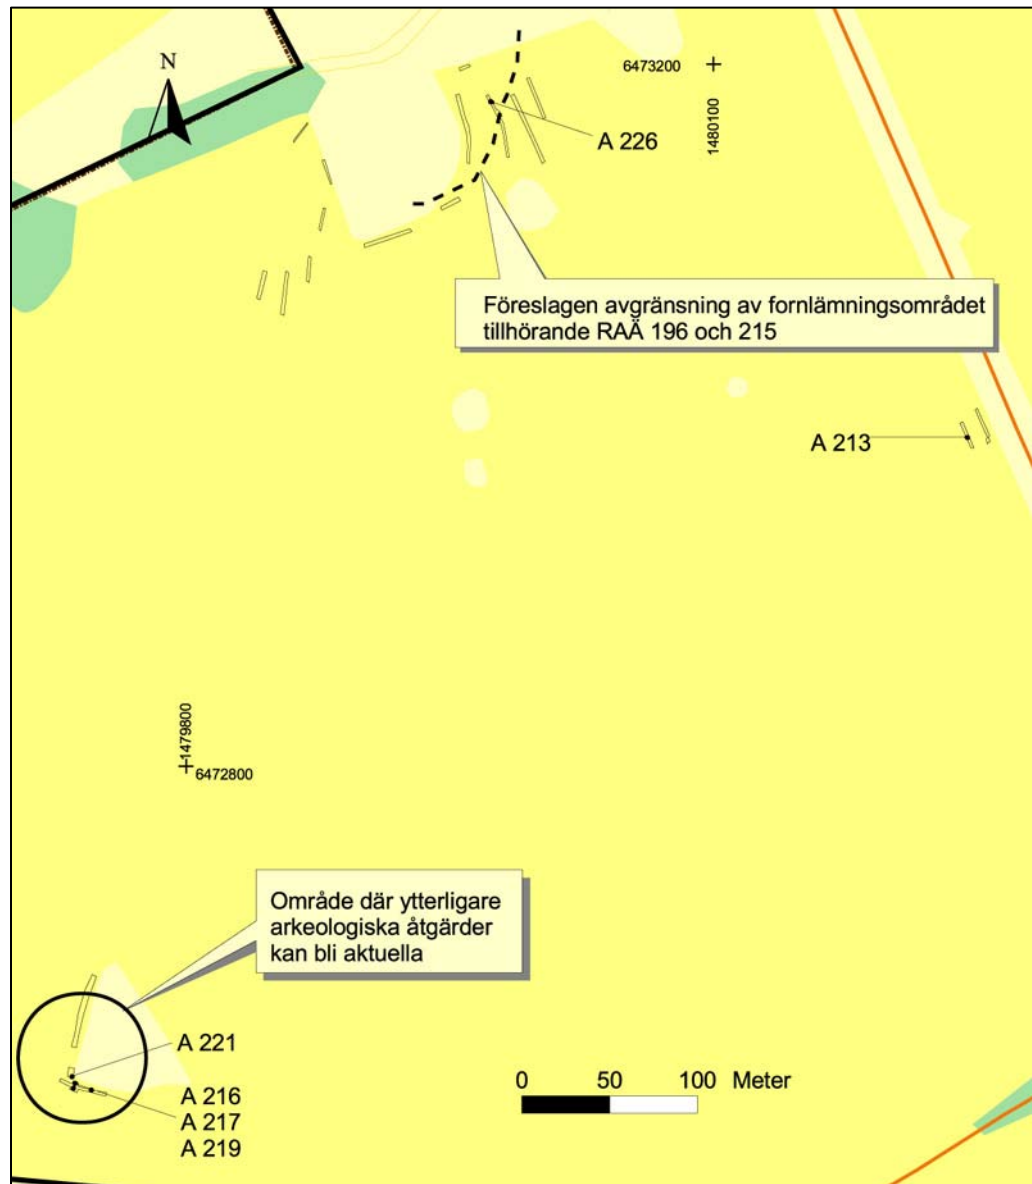 N
6473200
1480100
A 226
Föreslagen avgränsning av fornlämningsområdet
tillhörande RAÄ 196 och 215
A 213
1479800
6472800
Område där ytterligare
arkeologiska åtgärder
kan bli aktuella
A 221
A 216
A 217
A 219
0 50 100 Meter